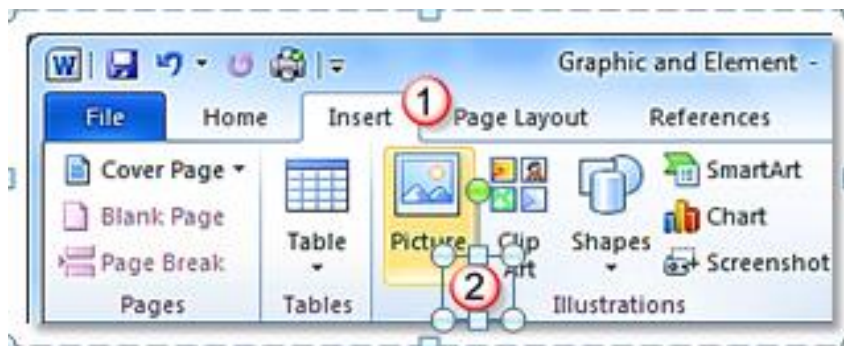 W
Graphic and Element -
File Home Insert 1 Page Layout References
Cover Page
Blank Page
Page Break
Pages
Table
Tables
Picture
Clip
Art
Shapes
SmartArt
Chart
Screenshot
2
Illustrations